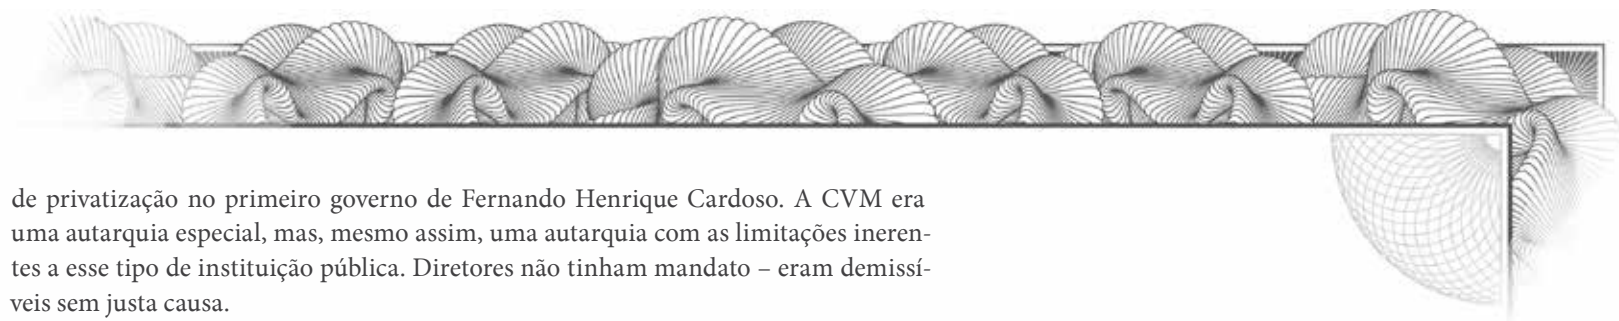 de privatização no primeiro governo de Fernando Henrique Cardoso. A CVM era
uma autarquia especial, mas, mesmo assim, uma autarquia com as limitações ineren-
tes a esse tipo de instituição pública. Diretores não tinham mandato – eram demissí-
veis sem justa causa.